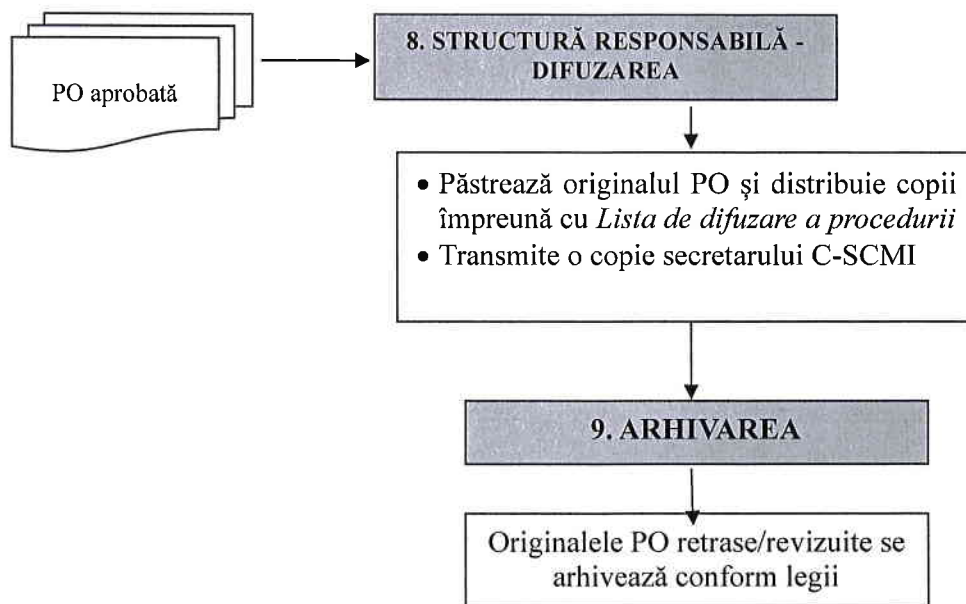 PO aprobată
8. STRUCTURĂ RESPONSABILĂ -
DIFUZAREA
• Păstrează originalul PO și distribuie copii
împreună cu Lista de difuzare a procedurii
• Transmite o copie secretarului C-SCMI
9. ARHIVAREA
Originalele PO retrase/revizuite se
arhivează conform legii